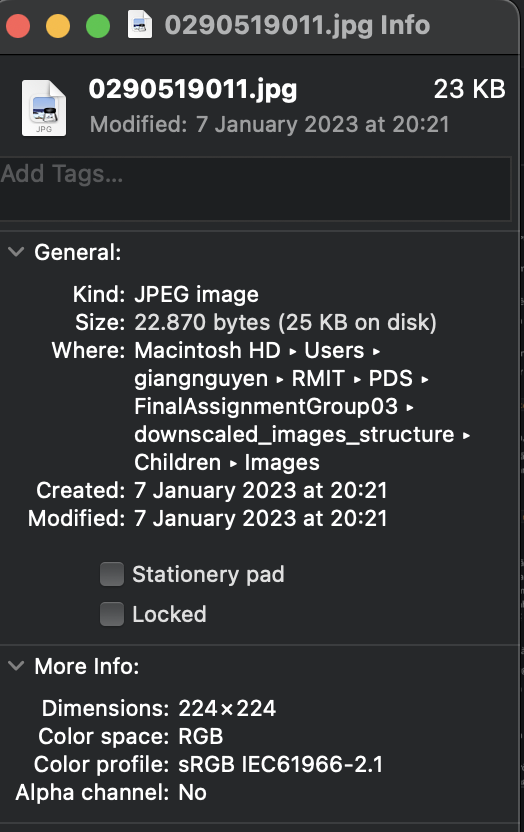 0290519011.jpg Info
0290519011.jpg 23 KB
Modified: 7 January 2023 at 20:21
Add Tags...
General:
Kind: JPEG image
Size: 22.870 bytes (25 KB on disk)
Where: Macintosh HD ▸ Users ▸
giangnguyen ▸ RMIT ▸ PDS ▸
FinalAssignmentGroup03 ▸
downscaled_images_structure ▸
Children ▸ Images
Created: 7 January 2023 at 20:21
Modified: 7 January 2023 at 20:21
Stationery pad
Locked
More Info:
Dimensions: 224×224
Color space: RGB
Color profile: sRGB IEC61966-2.1
Alpha channel: No